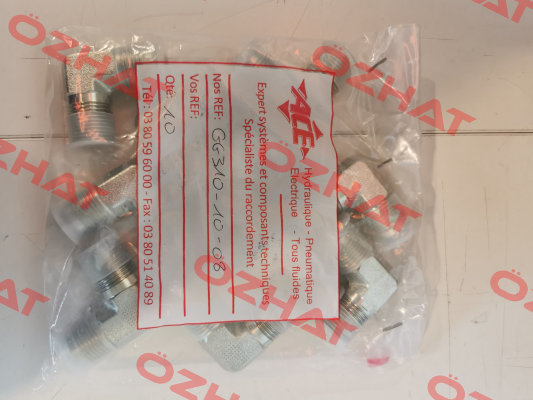 ACE
Hydraulique - Pneumatique
Electrique - Tous fluides
Expert systèmes et composants techniques
Spécialiste du raccordement
Nos REF: GG310-10-08
Vos REF:
Qté: 10
Tél : 03 80 59 60 00 - Fax : 03 80 51 40 89
ÖZHAT
ÖZHAT
ÖZHAT
ÖZHAT
ÖZHAT
ÖZHAT
ÖZHAT
ÖZHAT